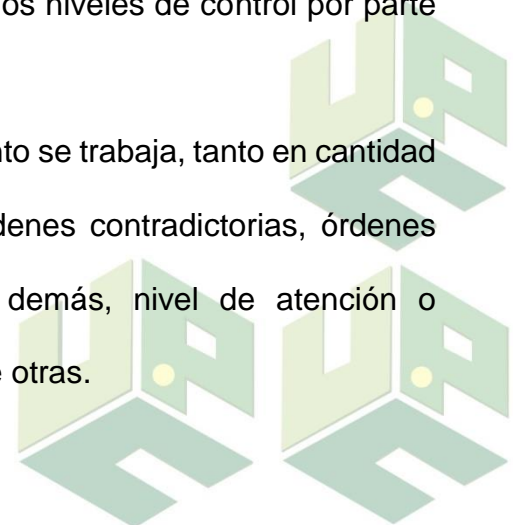 os niveles de control por parte
nto se trabaja, tanto en cantidad
denes contradictorias, órdenes
demás, nivel de atención o
e otras.